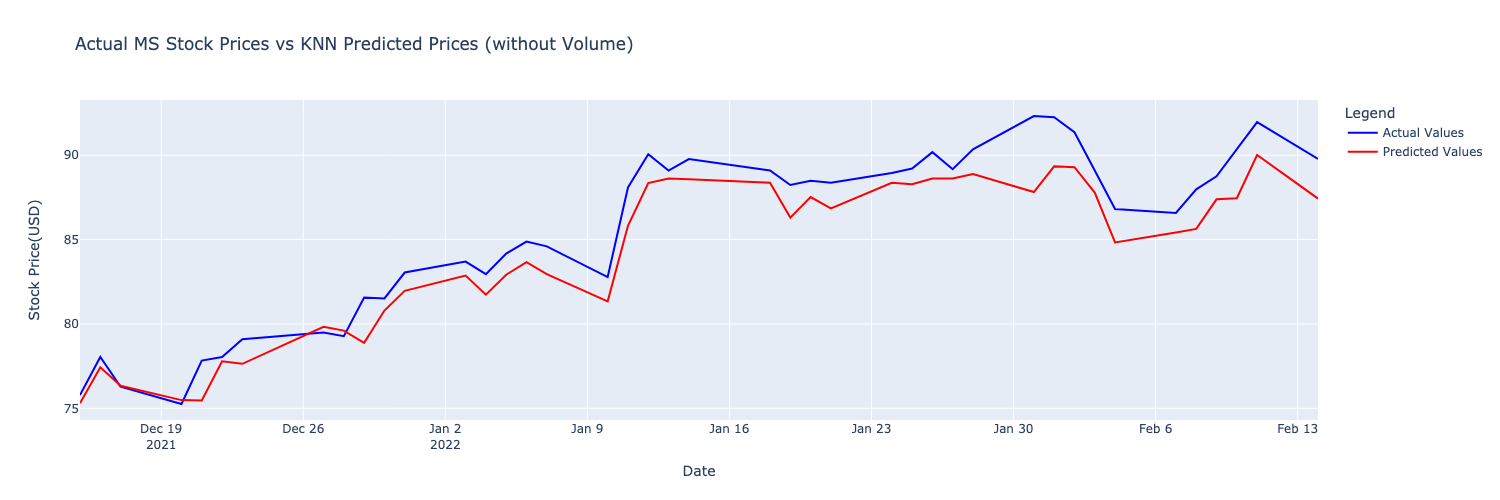 Actual MS Stock Prices vs KNN Predicted Prices (without Volume)
Legend
Actual Values
Predicted Values
Stock Price(USD)
90
85
80
75
Dec 19
2021
Dec 26
Jan 2
2022
Jan 9
Jan 16
Jan 23
Jan 30
Feb 6
Feb 13
Date